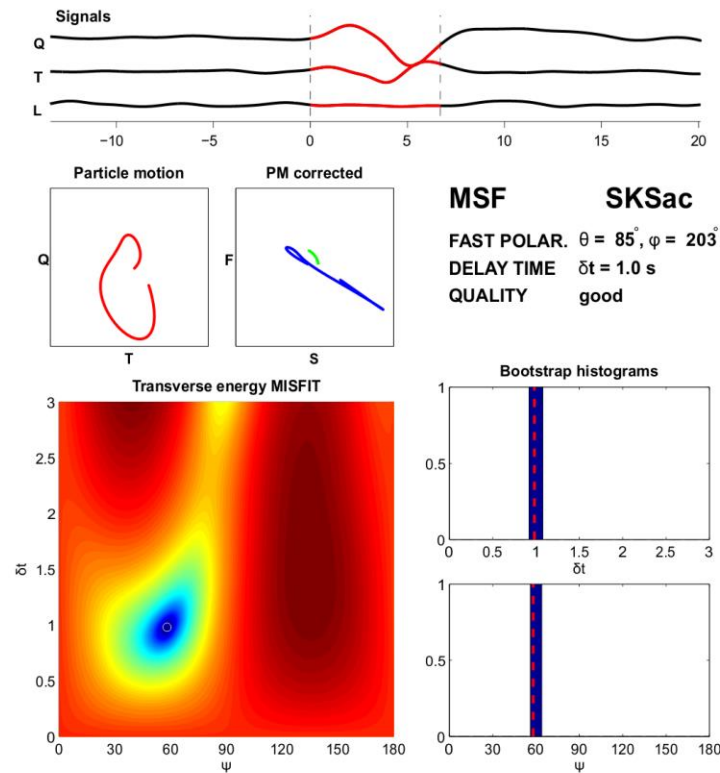 Signals
Q
T
L
−10 −5 0 5 10 15 20
Particle motion
Q
T
PM corrected
F
S
MSF SKSac
FAST POLAR. θ = 85°, φ = 203°
DELAY TIME δt = 1.0 s
QUALITY good
Transverse energy MISFIT
3
2.5
2
1.5
1
0.5
0
δt
0 30 60 90 120 150 180
ψ
Bootstrap histograms
1
0.5
0
0 0.5 1 1.5 2 2.5 3
δt
1
0.5
0
0 30 60 90 120 150 180
ψ